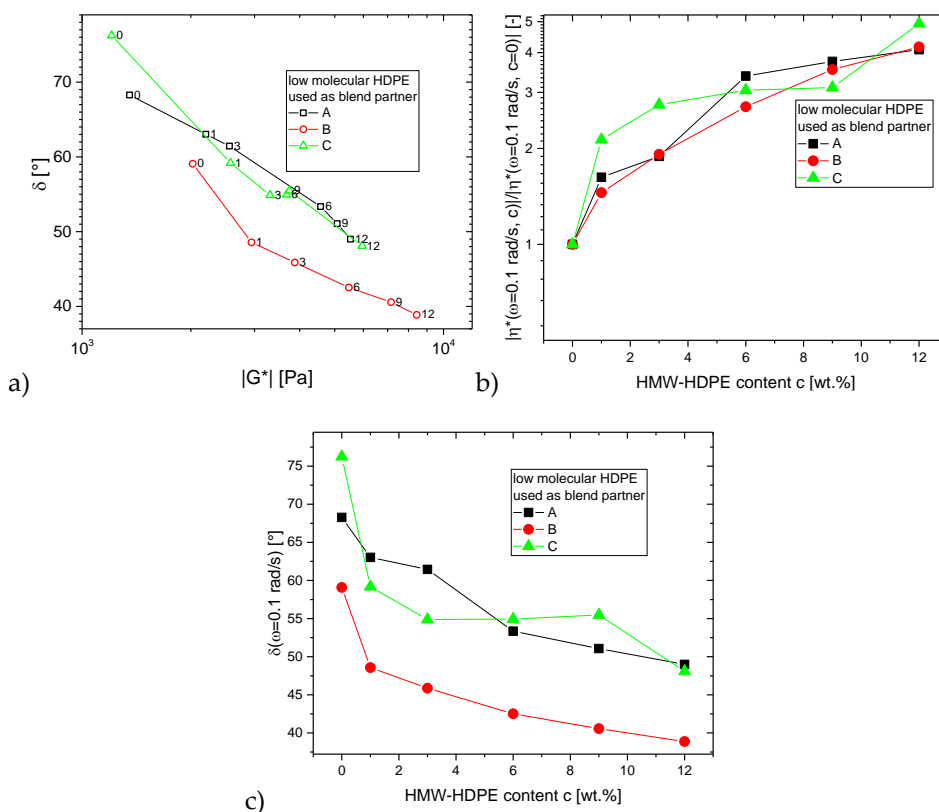 a)
70
60
50
40
δ [°]
10³
10⁴
|G*| [Pa]
low molecular HDPE
used as blend partner
A
B
C
0
0
1
3
1
0
3
9
6
6
9
12
12
1
3
6
9
12
b)
5
4
3
2
1
|η*(ω=0.1 rad/s, c)|/|η*(ω=0.1 rad/s, c=0)| [-]
low molecular HDPE
used as blend partner
A
B
C
0 2 4 6 8 10 12
HMW-HDPE content c [wt.%]
c)
75
70
65
60
55
50
45
40
δ(ω=0.1 rad/s) [°]
low molecular HDPE
used as blend partner
A
B
C
0 2 4 6 8 10 12
HMW-HDPE content c [wt.%]